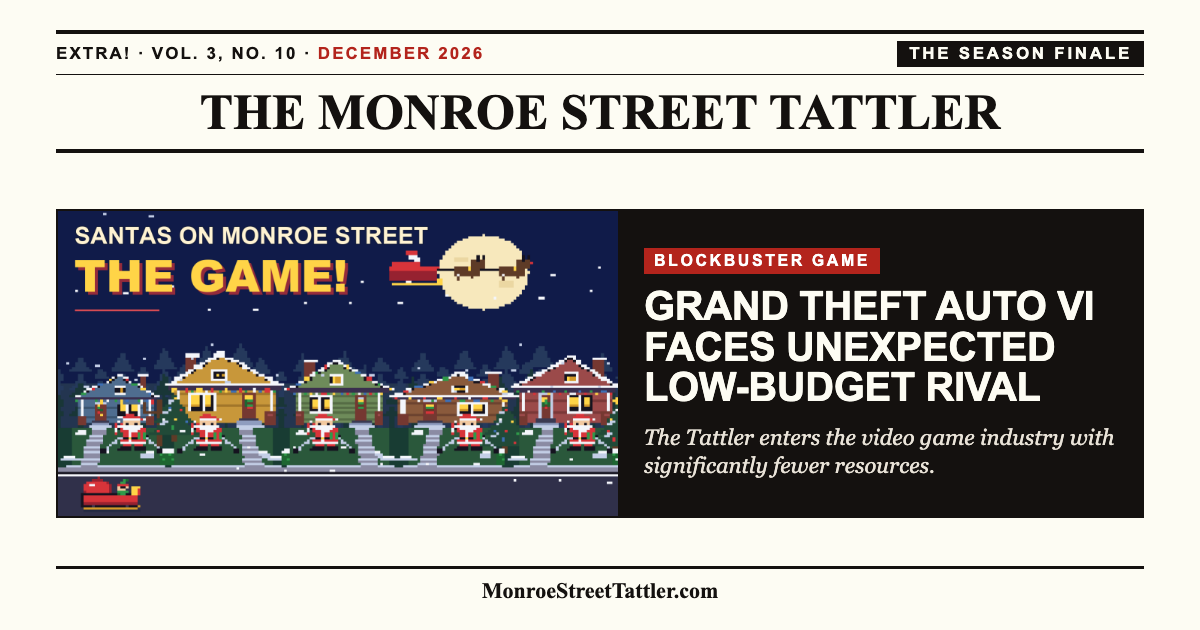 EXTRA! · VOL. 3, NO. 10 · DECEMBER 2026
THE SEASON FINALE
THE MONROE STREET TATTLER
SANTAS ON MONROE STREET
THE GAME!
BLOCKBUSTER GAME
GRAND THEFT AUTO VI
FACES UNEXPECTED
LOW-BUDGET RIVAL
The Tattler enters the video game industry with
significantly fewer resources.
MonroeStreetTattler.com